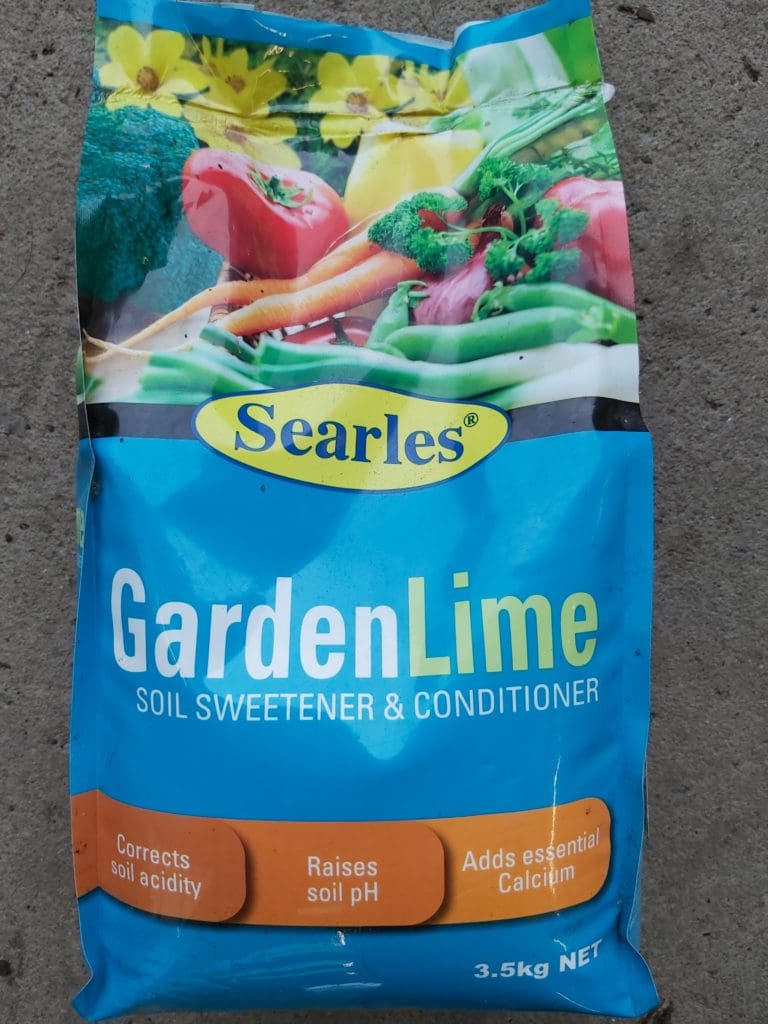 Searles®
GardenLime
SOIL SWEETENER & CONDITIONER
Corrects
soil acidity
Raises
soil pH
Adds essential
Calcium
3.5kg NET